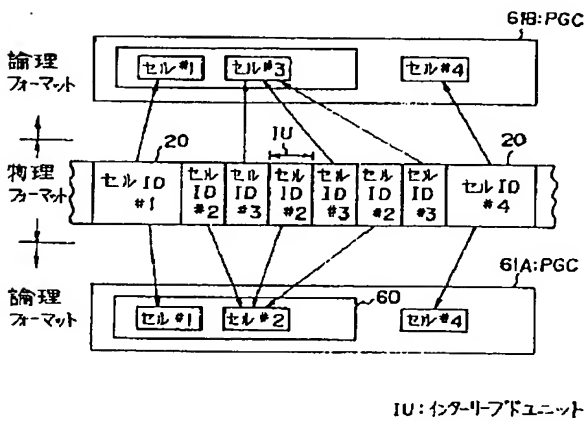 61B:PGC
論理
フォーマット
セル#1
セル#3
セル#4
20
IU
20
物理
フォーマット
セルID
#1
セル
ID
#2
セル
ID
#3
セル
ID
#2
セル
ID
#3
セル
ID
#2
セル
ID
#3
セルID
#4
61A:PGC
論理
フォーマット
60
セル#1
セル#2
セル#4
IU:インターリーブドユニット